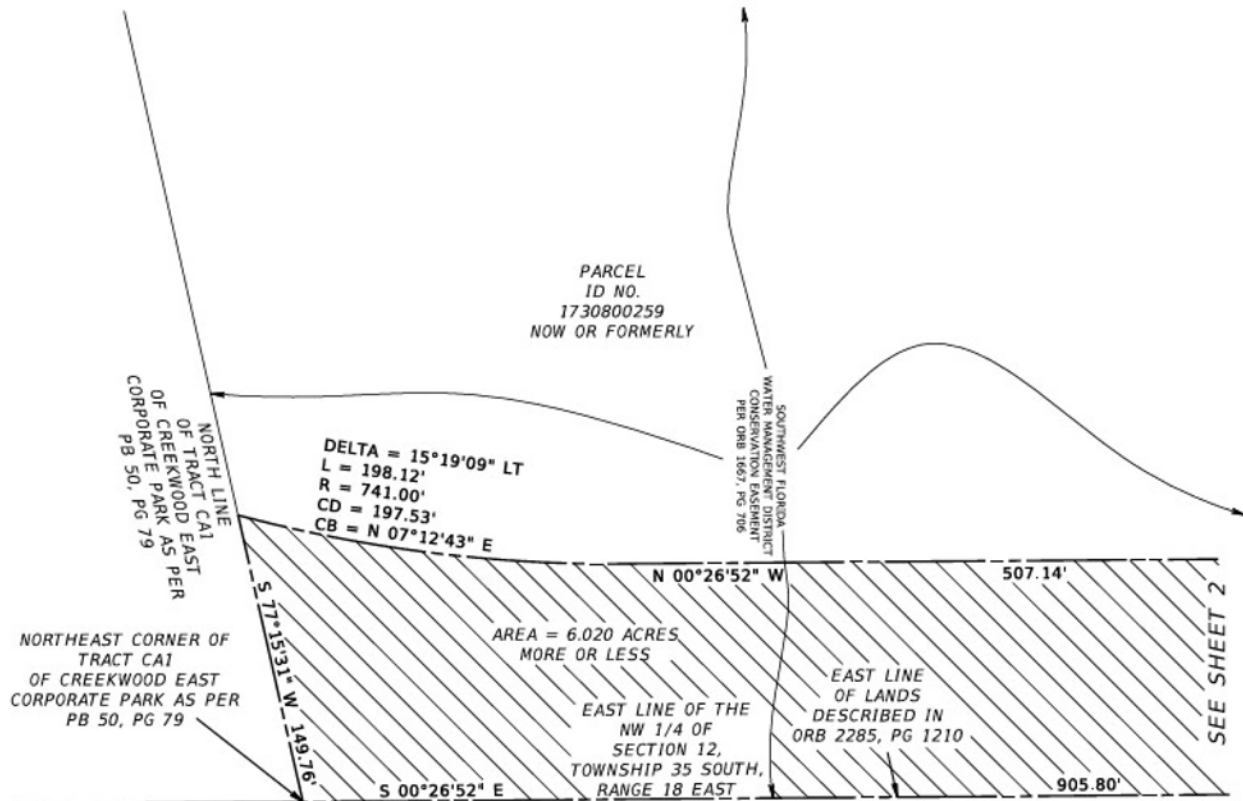 PARCEL
ID NO.
1730800259
NOW OR FORMERLY
SOUTHWEST FLORIDA
WATER MANAGEMENT DISTRICT
CONSERVATION EASEMENT
PER ORB 1667, PG 706
NORTH LINE
OF TRACT CA1
OF CREEKWOOD EAST
CORPORATE PARK AS PER
PB 50, PG 79
DELTA = 15°19'09" LT
L = 198.12'
R = 741.00'
CD = 197.53'
CB = N 07°12'43" E
N 00°26'52" W
507.14'
S 77°15'31" W 149.76'
NORTHEAST CORNER OF
TRACT CA1
OF CREEKWOOD EAST
CORPORATE PARK AS PER
PB 50, PG 79
AREA = 6.020 ACRES
MORE OR LESS
EAST LINE OF THE
NW 1/4 OF
SECTION 12,
TOWNSHIP 35 SOUTH,
RANGE 18 EAST
EAST LINE
OF LANDS
DESCRIBED IN
ORB 2285, PG 1210
SEE SHEET 2
S 00°26'52" E
905.80'